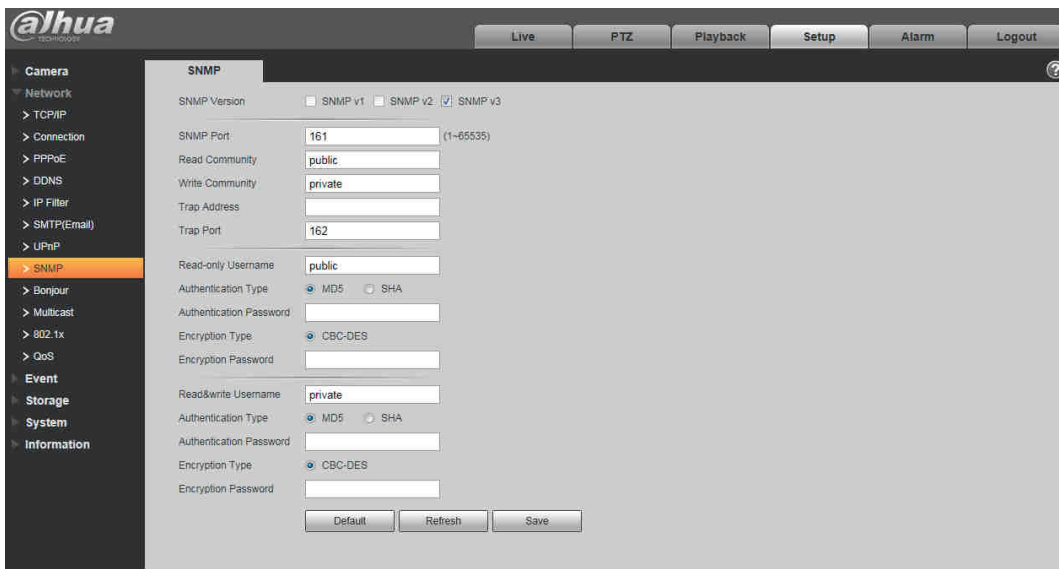 alhua
TECHNOLOGY
Live PTZ Playback Setup Alarm Logout
Camera
Network
> TCP/IP
> Connection
> PPPoE
> DDNS
> IP Filter
> SMTP(Email)
> UPnP
> SNMP
> Bonjour
> Multicast
> 802.1x
> QoS
Event
Storage
System
Information
SNMP
?
SNMP Version SNMP v1 SNMP v2 SNMP v3
SNMP Port 161 (1~65535)
Read Community public
Write Community private
Trap Address
Trap Port 162
Read-only Username public
Authentication Type MD5 SHA
Authentication Password
Encryption Type CBC-DES
Encryption Password
Read&write Username private
Authentication Type MD5 SHA
Authentication Password
Encryption Type CBC-DES
Encryption Password
Default Refresh Save